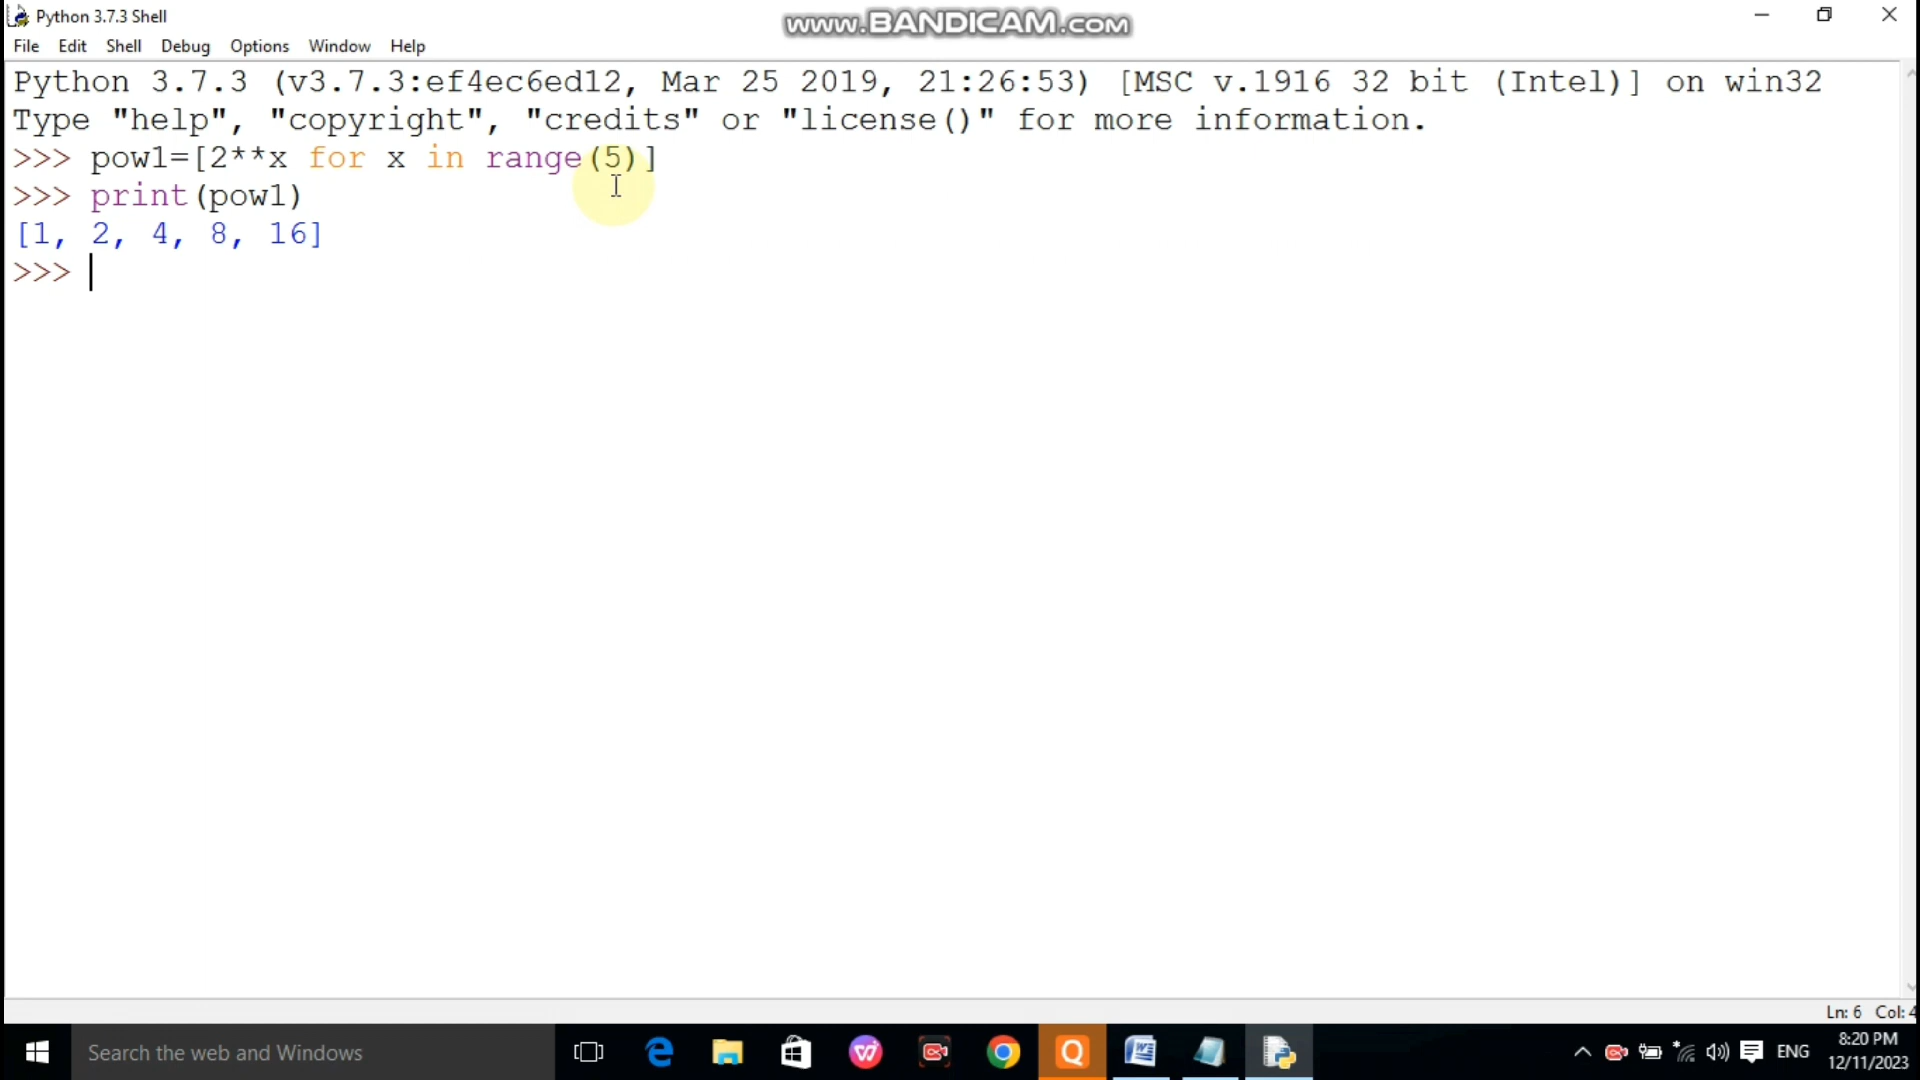 Python 3.7.3 Shell
www.BANDICAM.com
File Edit Shell Debug Options Window Help
Python 3.7.3 (v3.7.3:ef4ec6ed12, Mar 25 2019, 21:26:53) [MSC v.1916 32 bit (Intel)] on win32
Type "help", "copyright", "credits" or "license()" for more information.
>>> pow1=[2**x for x in range(5)]
>>> print(pow1)
[1, 2, 4, 8, 16]
>>>
Ln: 6 Col: 4
Search the web and Windows
ENG
8:20 PM
12/11/2023